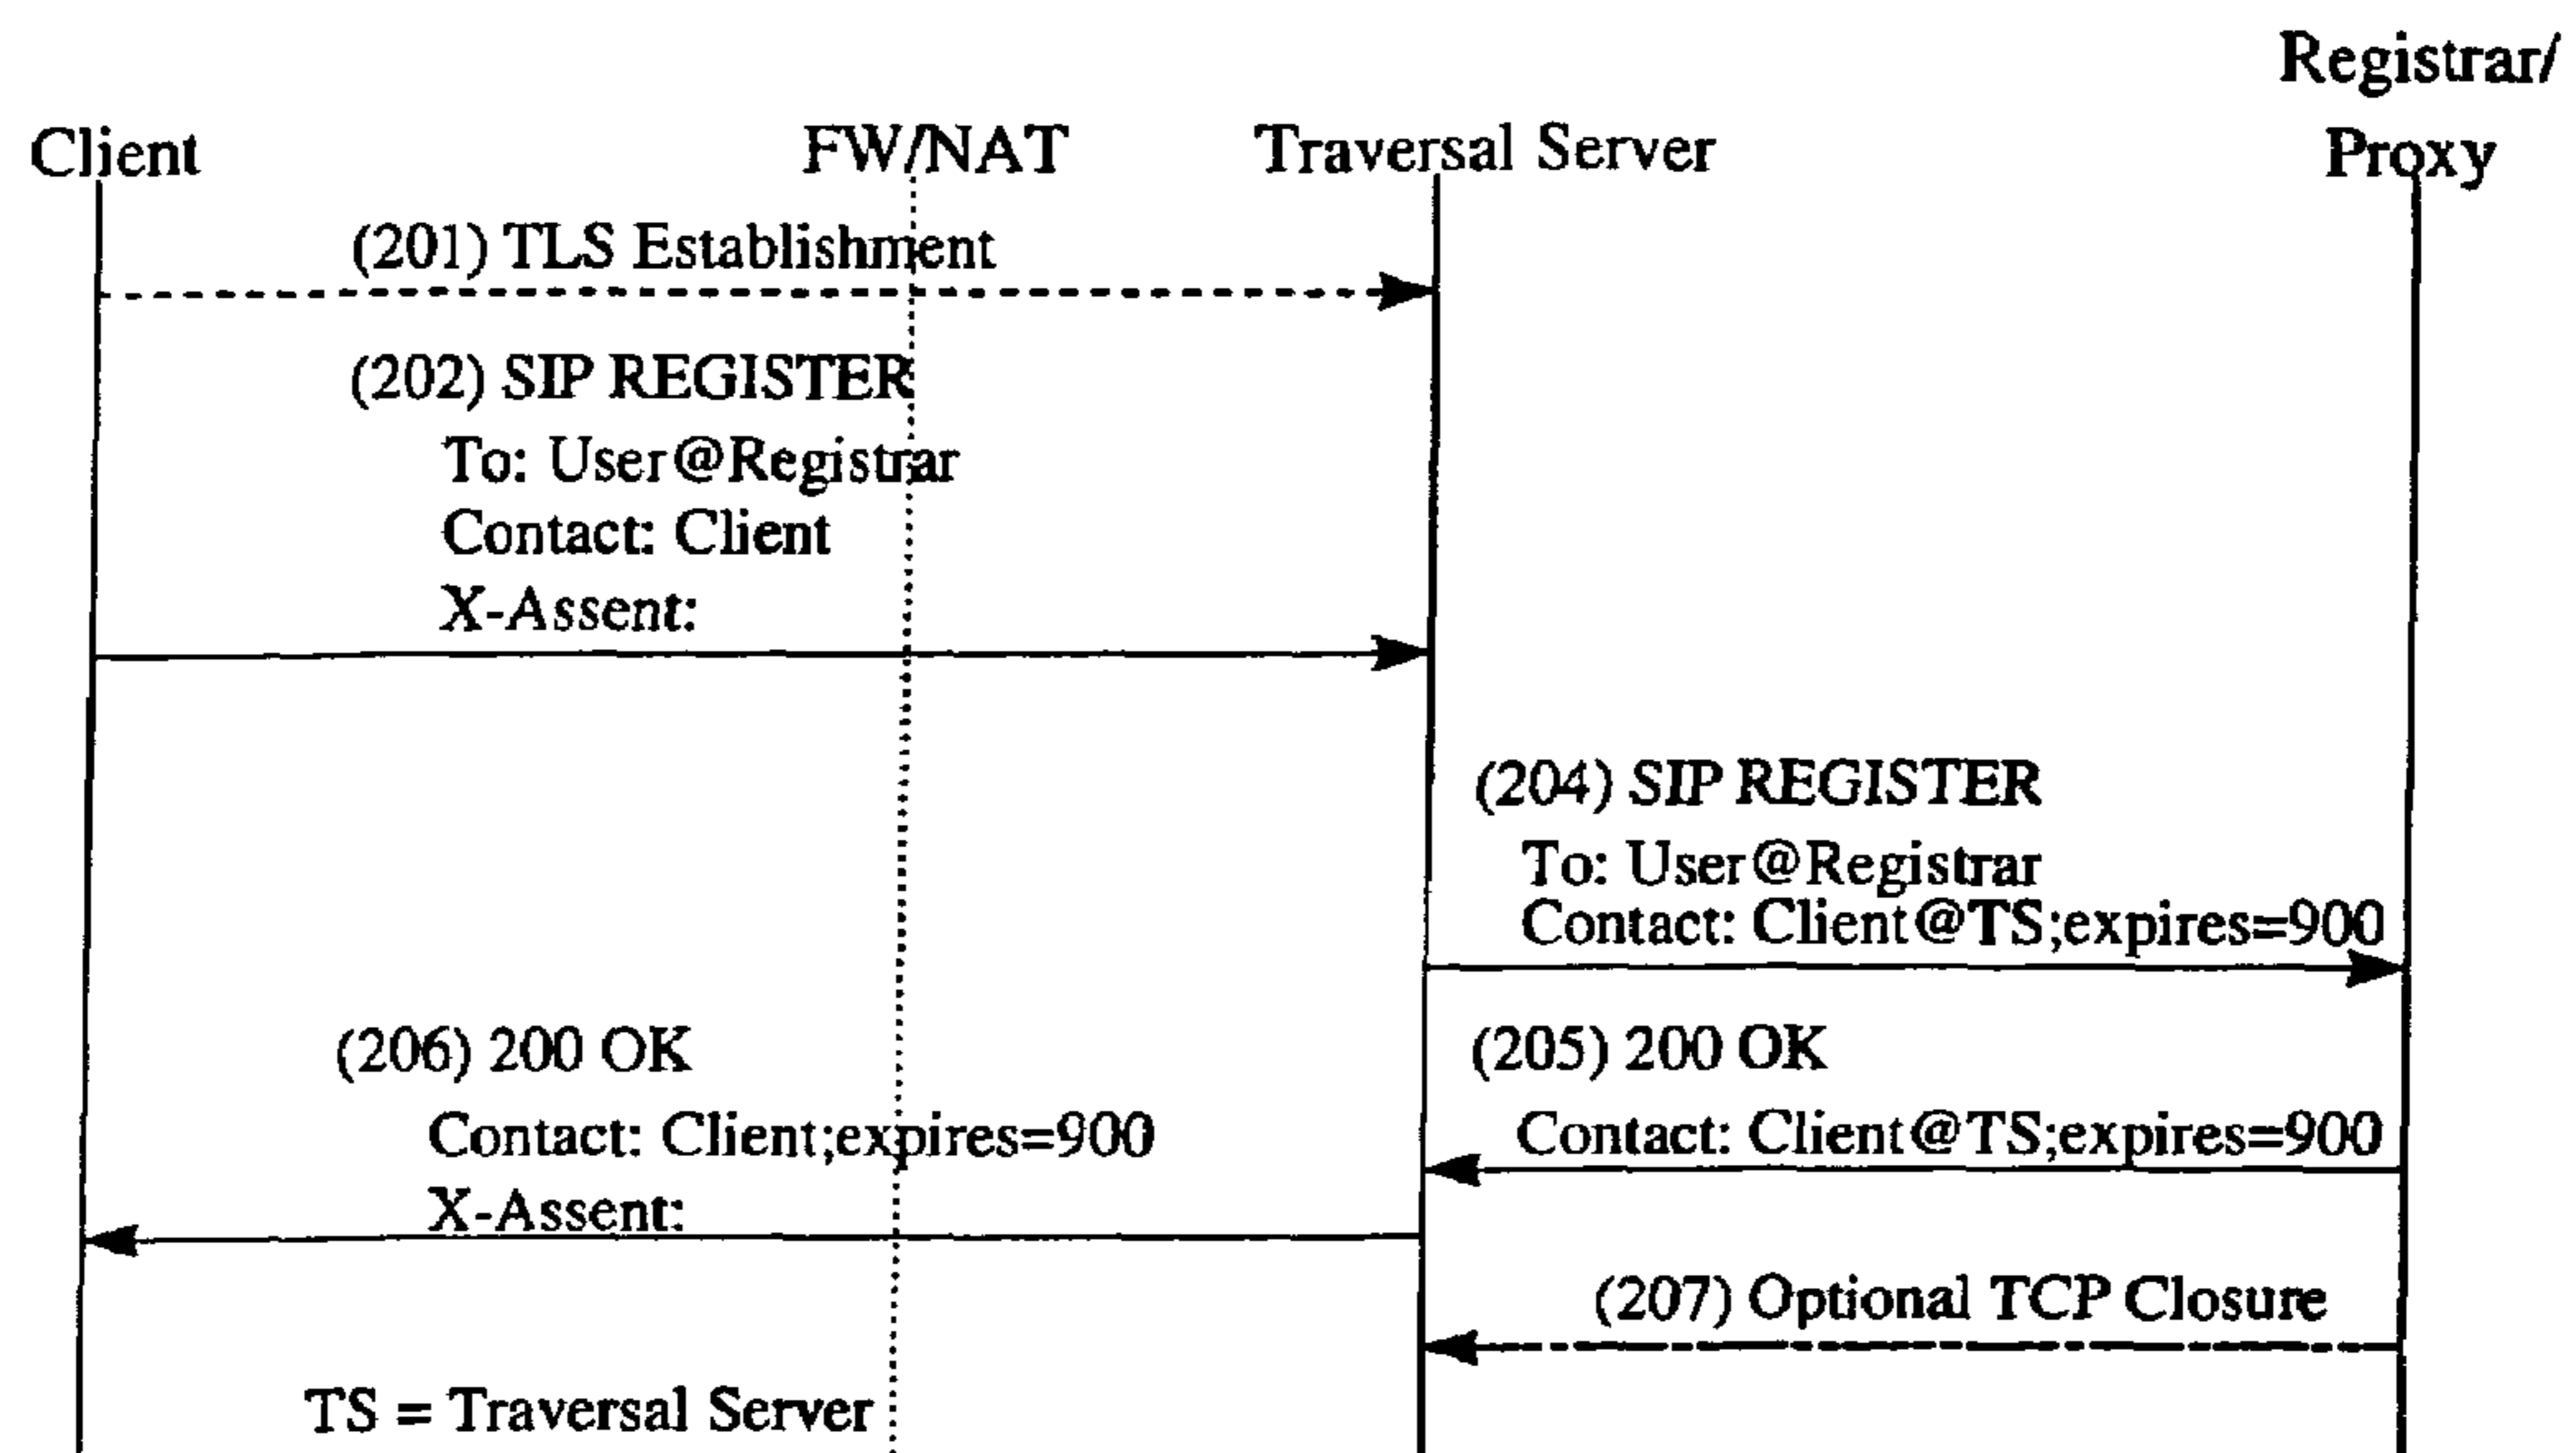 Registrar/
Proxy
Client
FW/NAT
Traversal Server
(201) TLS Establishment
(202) SIP REGISTER
To: User@Registrar
Contact: Client
X-Assent:
(204) SIP REGISTER
To: User@Registrar
Contact: Client@TS;expires=900
(206) 200 OK
Contact: Client;expires=900
X-Assent:
(205) 200 OK
Contact: Client@TS;expires=900
(207) Optional TCP Closure
TS = Traversal Server